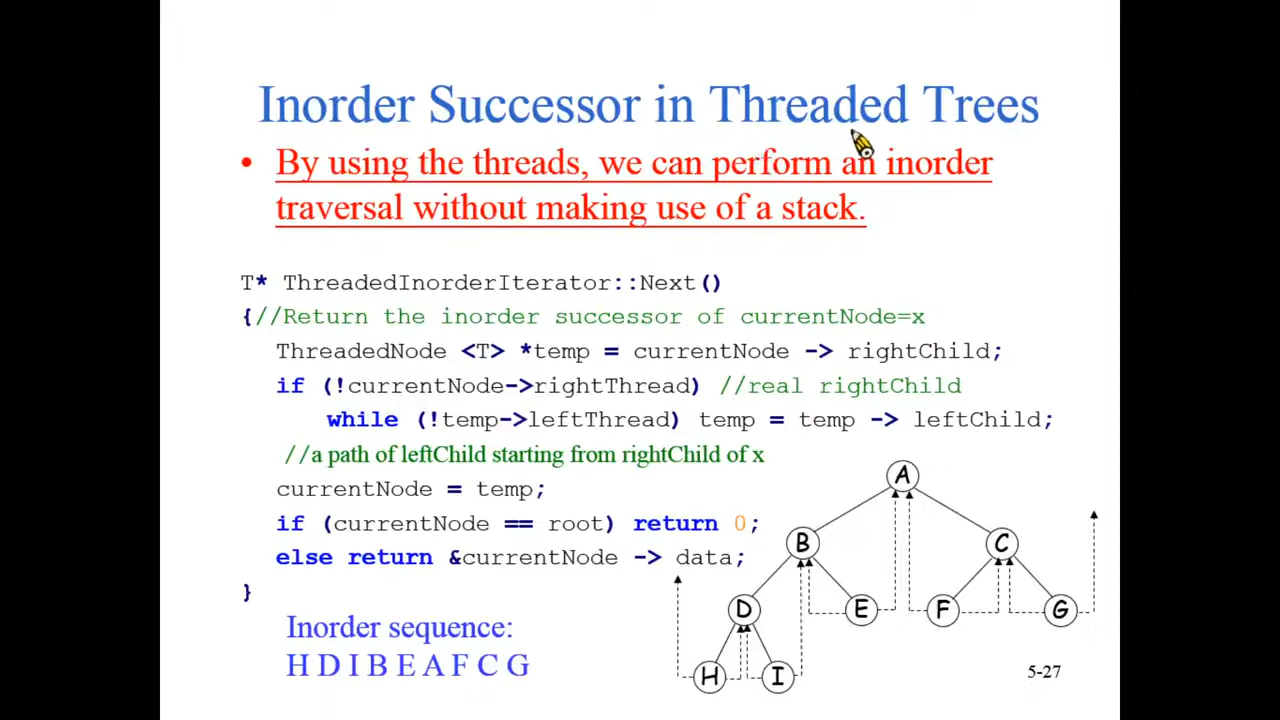 Inorder Successor in Threaded Trees
• By using the threads, we can perform an inorder
traversal without making use of a stack.
T* ThreadedInorderIterator::Next()
{//Return the inorder successor of currentNode=x
ThreadedNode <T> *temp = currentNode -> rightChild;
if (!currentNode->rightThread) //real rightChild
while (!temp->leftThread) temp = temp -> leftChild;
//a path of leftChild starting from rightChild of x
currentNode = temp;
if (currentNode == root) return 0;
else return &currentNode -> data;
}
Inorder sequence:
H D I B E A F C G
A
B C
D E F G
H I
5-27